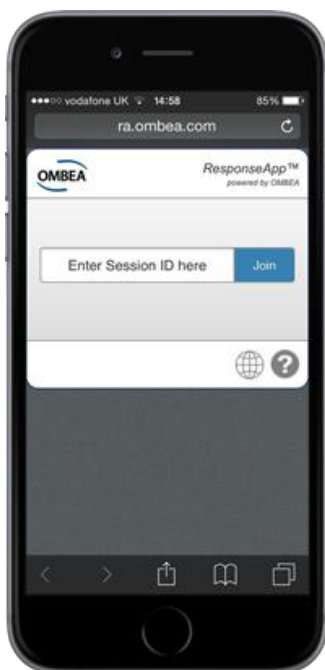 vodafone UK 14:58 85%
ra.ombea.com
OMBEA ResponseApp™
powered by OMBEA
Enter Session ID here Join
?